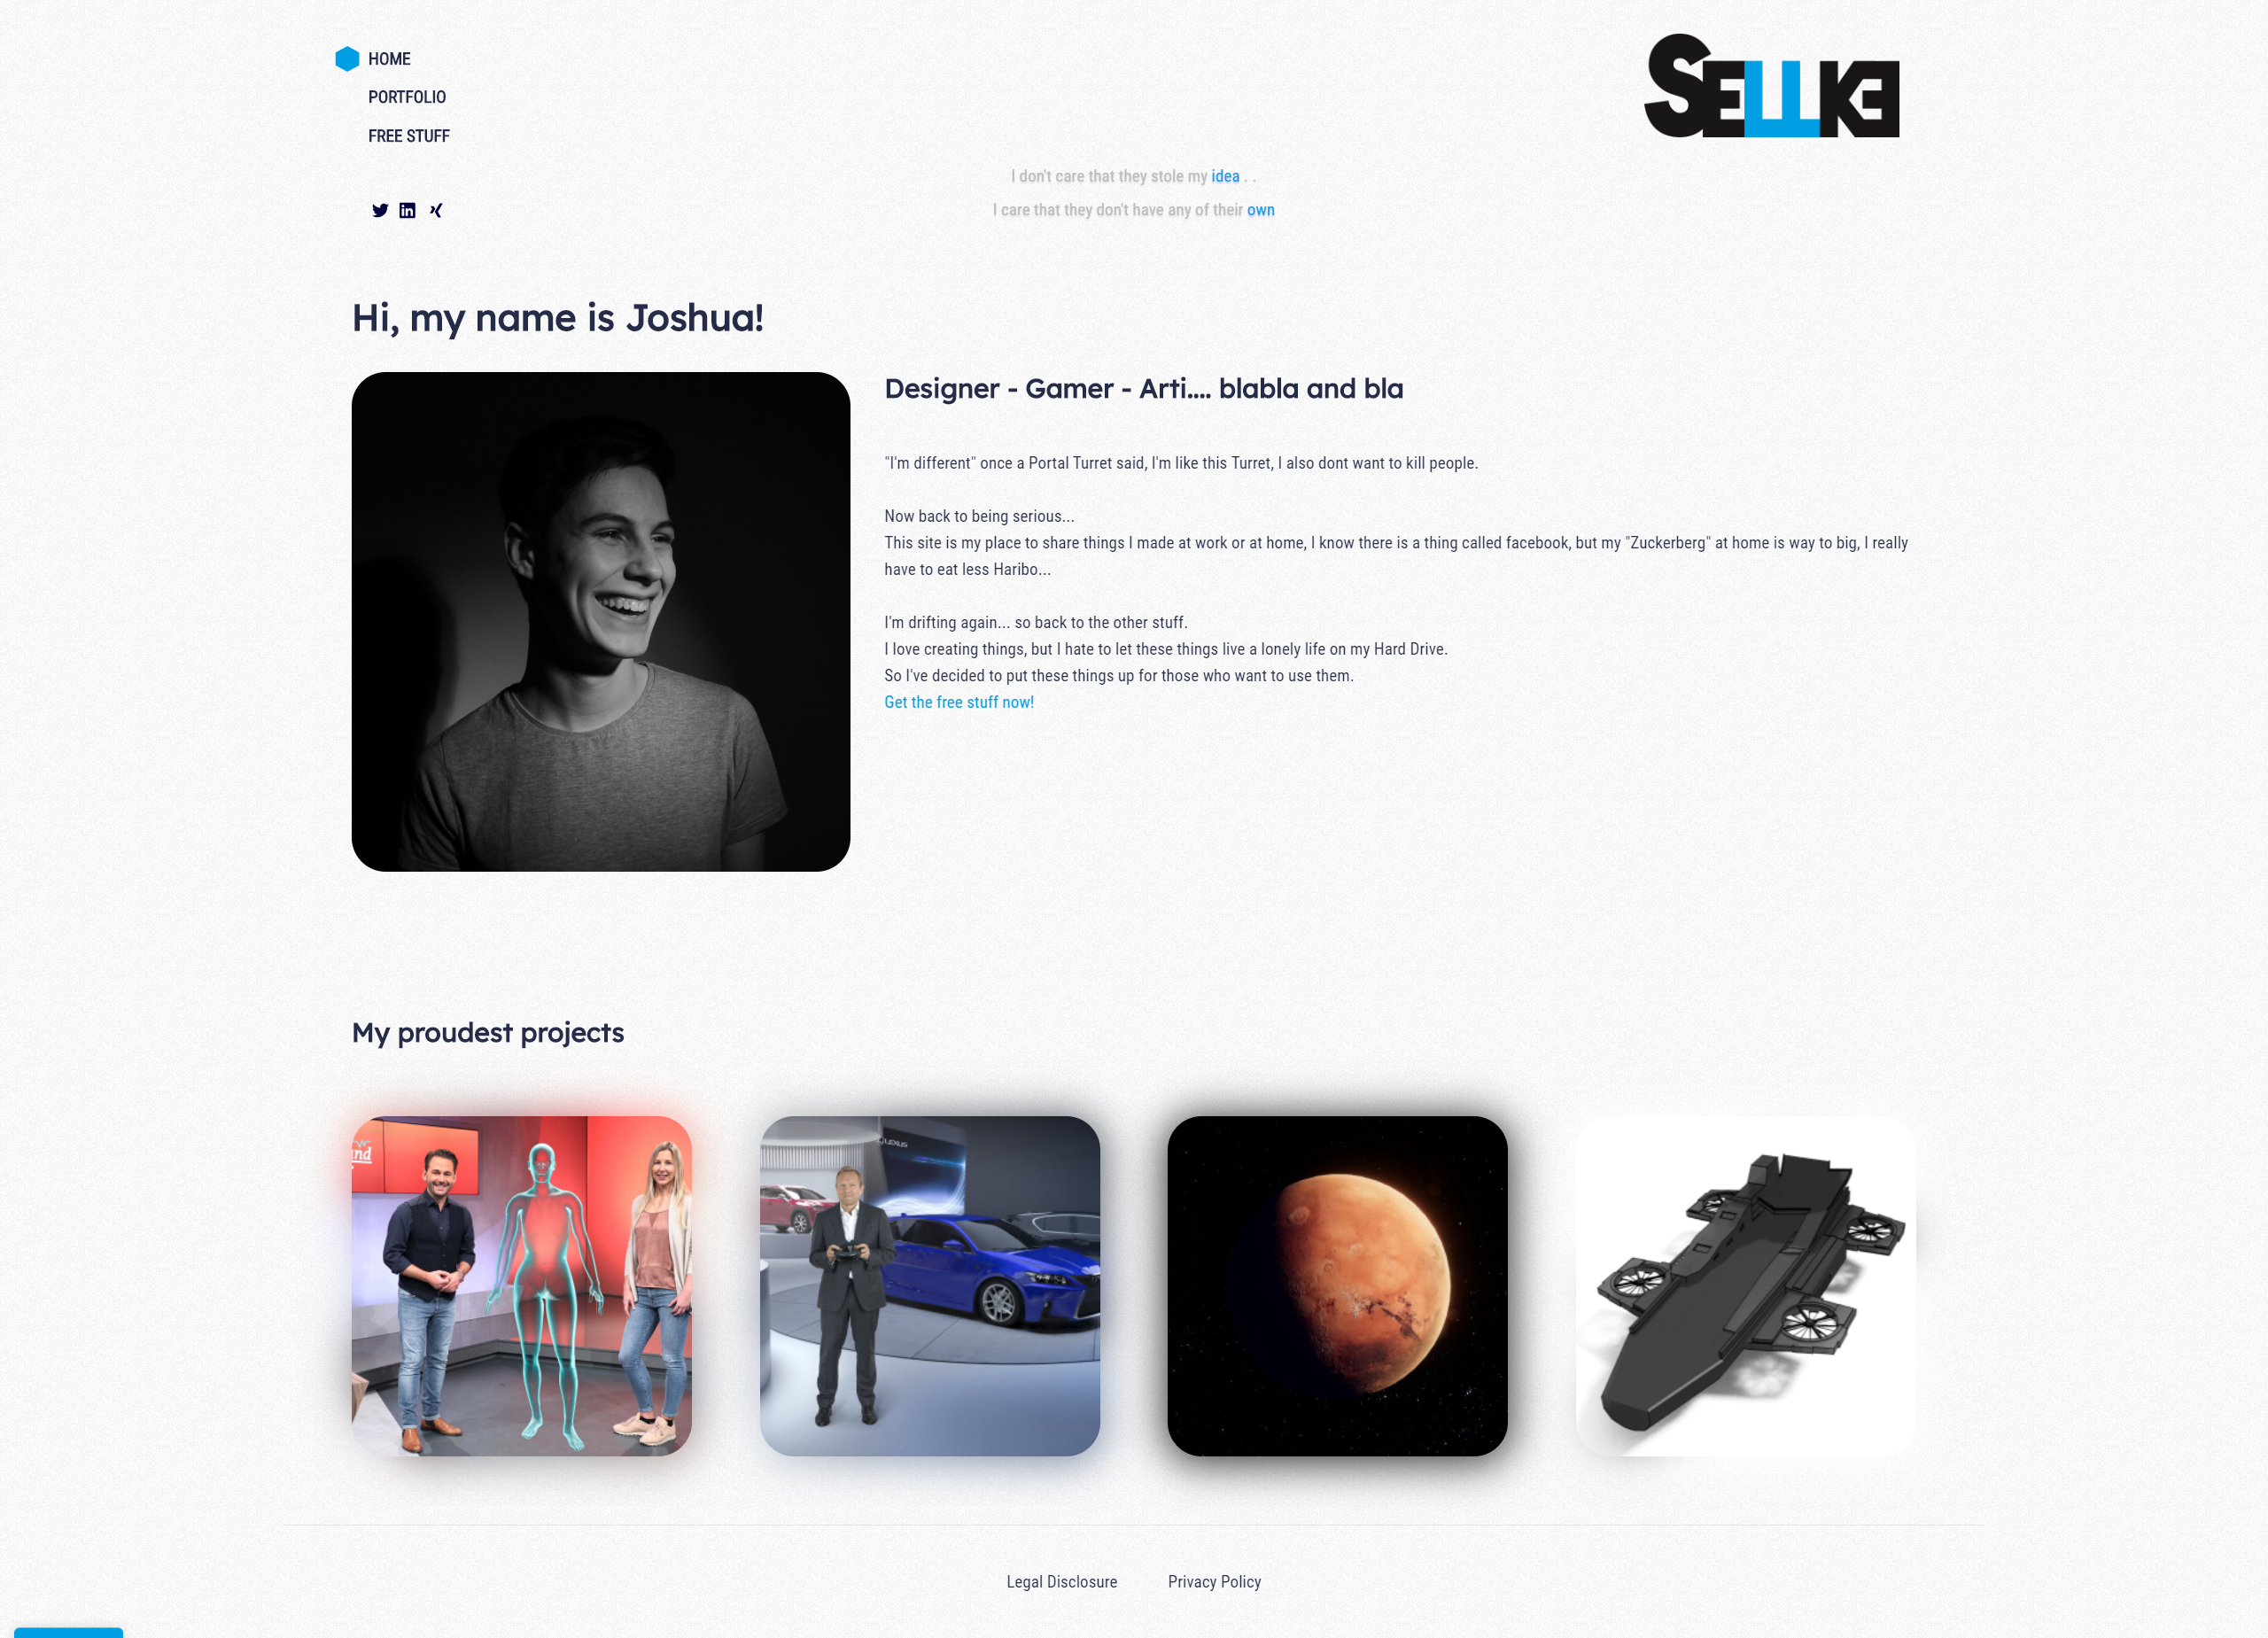 HOME
PORTFOLIO
FREE STUFF
SELLKE
I don't care that they stole my idea . .
I care that they don't have any of their own
Hi, my name is Joshua!
Designer - Gamer - Arti.... blabla and bla
"I'm different" once a Portal Turret said, I'm like this Turret, I also dont want to kill people.
Now back to being serious...
This site is my place to share things I made at work or at home, I know there is a thing called facebook, but my "Zuckerberg" at home is way to big, I really
have to eat less Haribo...
I'm drifting again... so back to the other stuff.
I love creating things, but I hate to let these things live a lonely life on my Hard Drive.
So I've decided to put these things up for those who want to use them.
Get the free stuff now!
My proudest projects
LEXUS
Legal Disclosure Privacy Policy